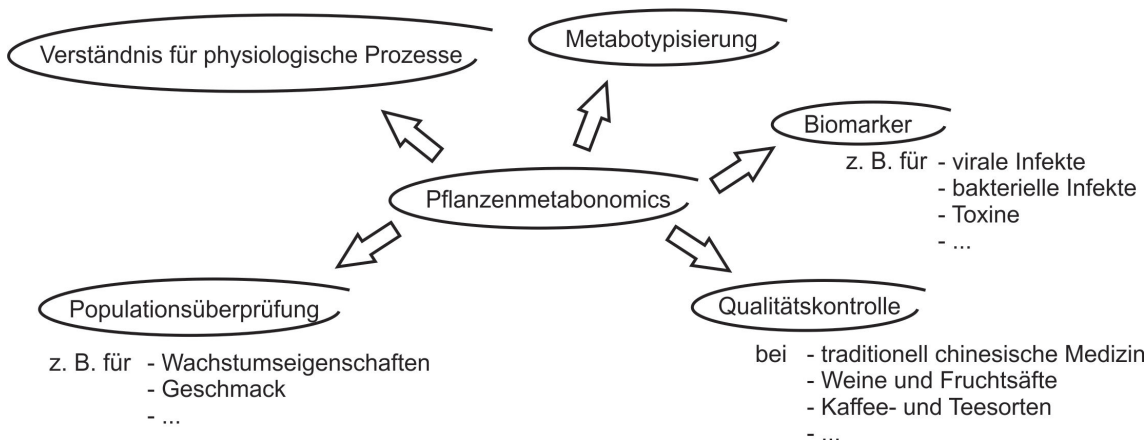 Verständnis für physiologische Prozesse
Metabotypisierung
Biomarker
z. B. für - virale Infekte
- bakterielle Infekte
- Toxine
- ...
Pflanzenmetabonomics
Populationsüberprüfung
z. B. für - Wachstumseigenschaften
- Geschmack
- ...
Qualitätskontrolle
bei - traditionell chinesische Medizin
- Weine und Fruchtsäfte
- Kaffee- und Teesorten
- ...